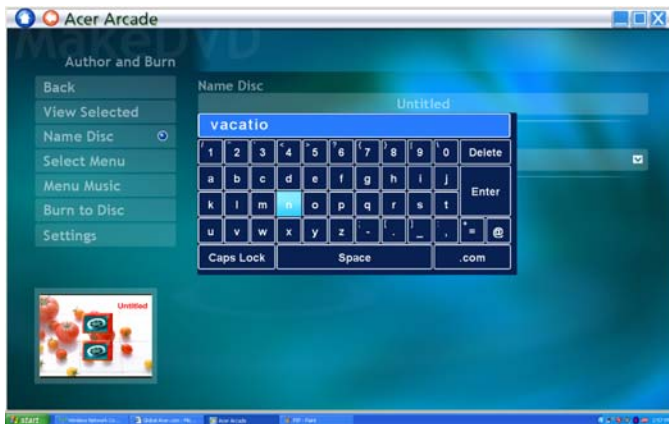 Acer Arcade
MakeDVD
Author and Burn
Back
View Selected
Name Disc
Select Menu
Menu Music
Burn to Disc
Settings
Name Disc
Untitled
vacatio
1 2 3 4 5 6 7 8 9 0 Delete
a b c d e f g h i j
Enter
k l m n o p q r s t
u v w x y z - . _ , = @
Caps Lock Space .com
Untitled
start
Acer Arcade